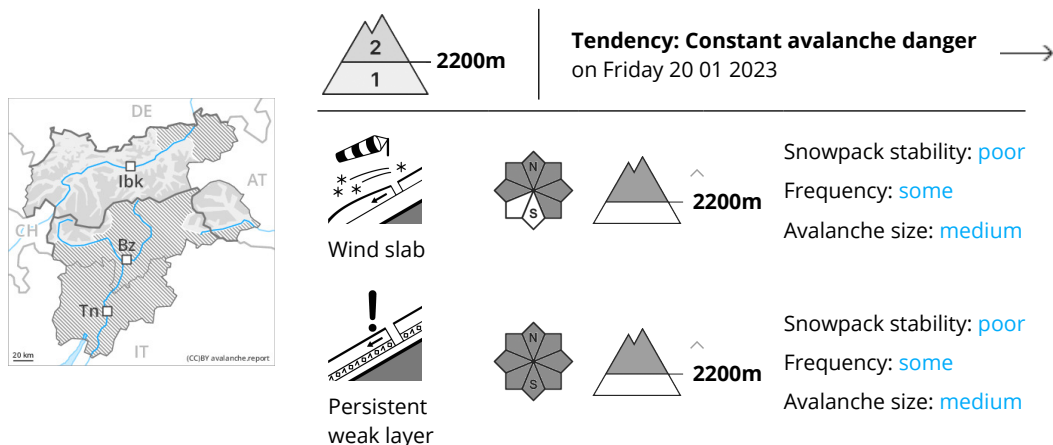 2
2200m
1
Tendency: Constant avalanche danger
on Friday 20 01 2023
DE
Ibk
AT
CH
Bz
Tn
IT
20 km
(CC)BY avalanche.report
Wind slab
N
S
2200m
Snowpack stability: poor
Frequency: some
Avalanche size: medium
Persistent
weak layer
N
S
2200m
Snowpack stability: poor
Frequency: some
Avalanche size: medium